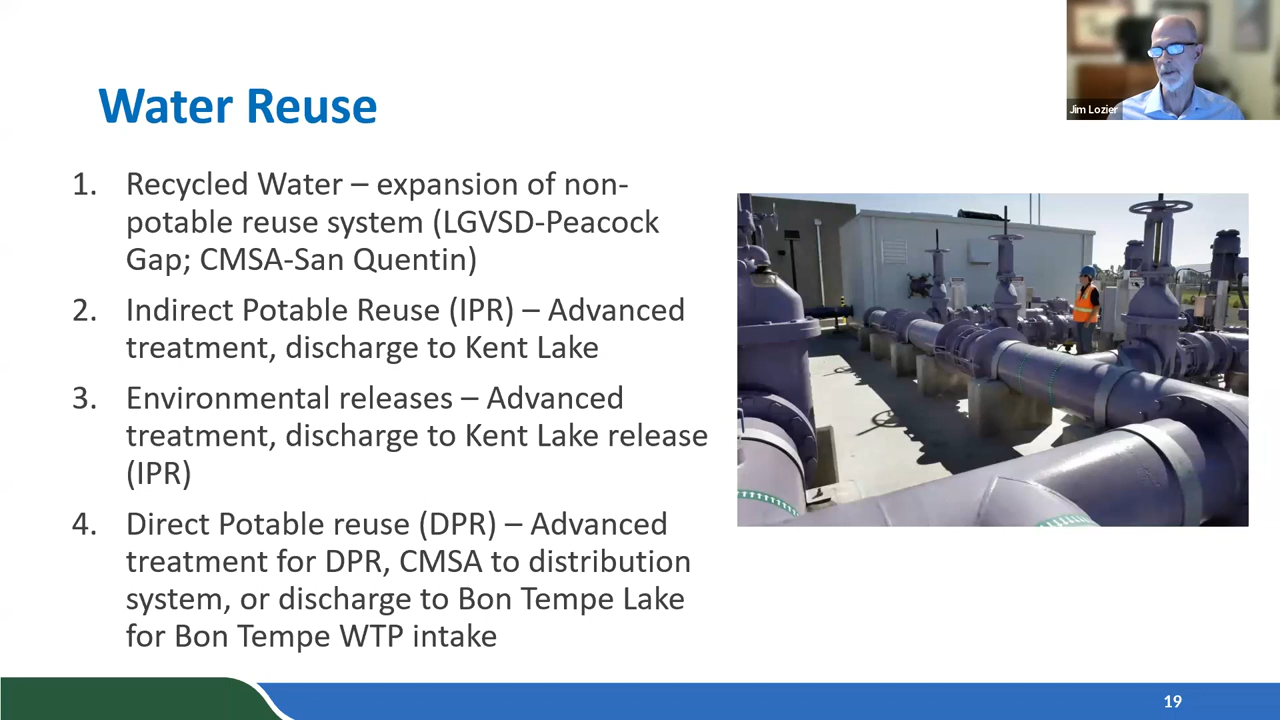 Jim Lozier
Water Reuse
1. Recycled Water – expansion of non-
potable reuse system (LGVSD-Peacock
Gap; CMSA-San Quentin)
2. Indirect Potable Reuse (IPR) – Advanced
treatment, discharge to Kent Lake
3. Environmental releases – Advanced
treatment, discharge to Kent Lake release
(IPR)
4. Direct Potable reuse (DPR) – Advanced
treatment for DPR, CMSA to distribution
system, or discharge to Bon Tempe Lake
for Bon Tempe WTP intake
19